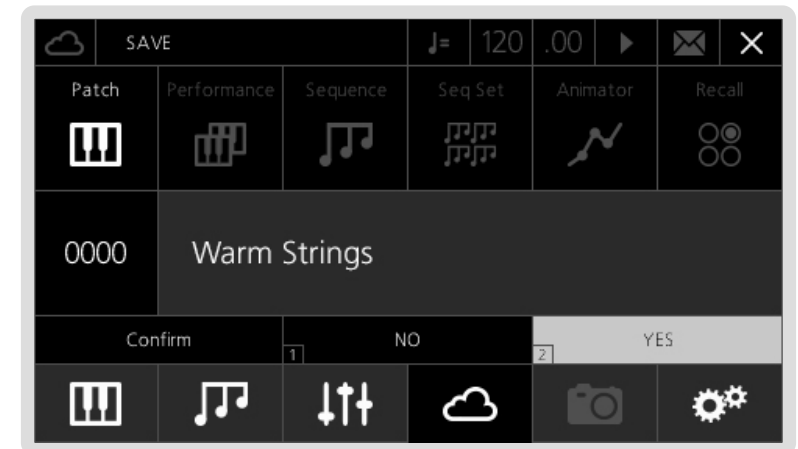 SAVE ♩= 120 .00
Patch Performance Sequence Seq Set Animator Recall
0000 Warm Strings
Confirm 1 NO 2 YES